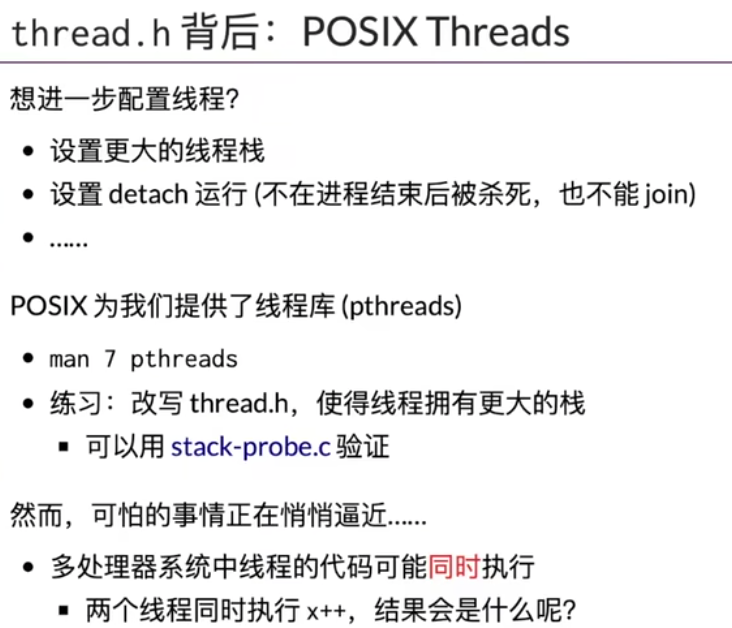 thread.h 背后：POSIX Threads
想进一步配置线程？
• 设置更大的线程栈
• 设置 detach 运行 (不在进程结束后被杀死，也不能 join)
• ……
POSIX 为我们提供了线程库 (pthreads)
• man 7 pthreads
• 练习：改写 thread.h，使得线程拥有更大的栈
▪ 可以用 stack-probe.c 验证
然而，可怕的事情正在悄悄逼近……
• 多处理器系统中线程的代码可能同时执行
▪ 两个线程同时执行 x++，结果会是什么呢？